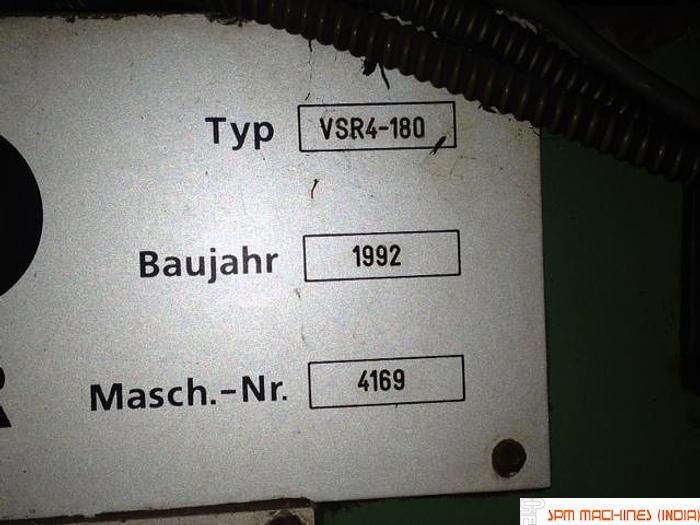 Typ VSR4-180
Baujahr 1992
Masch.-Nr. 4169
SPM MACHINES (INDIA)